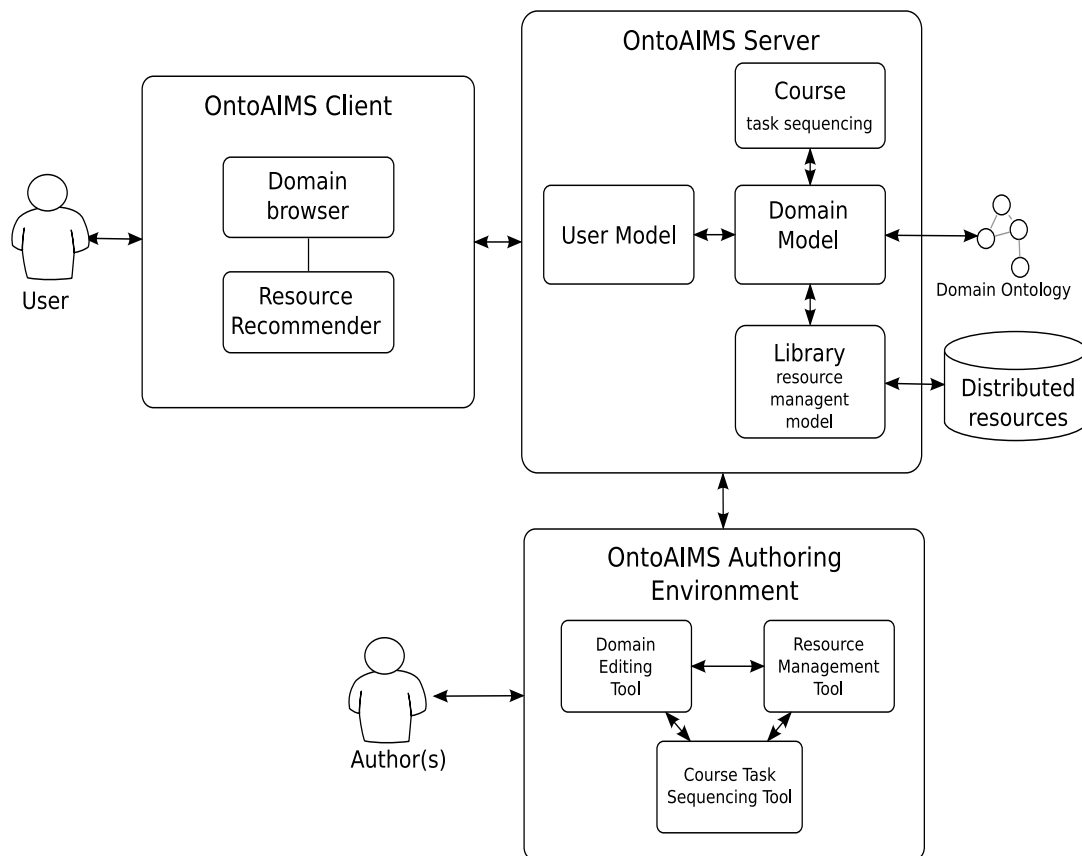 OntoAIMS Server
Course
task sequencing
OntoAIMS Client
Domain
browser
Domain
Model
User Model
Resource
Recommender
User
Domain Ontology
Library
resource
managent
model
Distributed
resources
OntoAIMS Authoring
Environment
Domain
Editing
Tool
Resource
Management
Tool
Author(s)
Course Task
Sequencing Tool